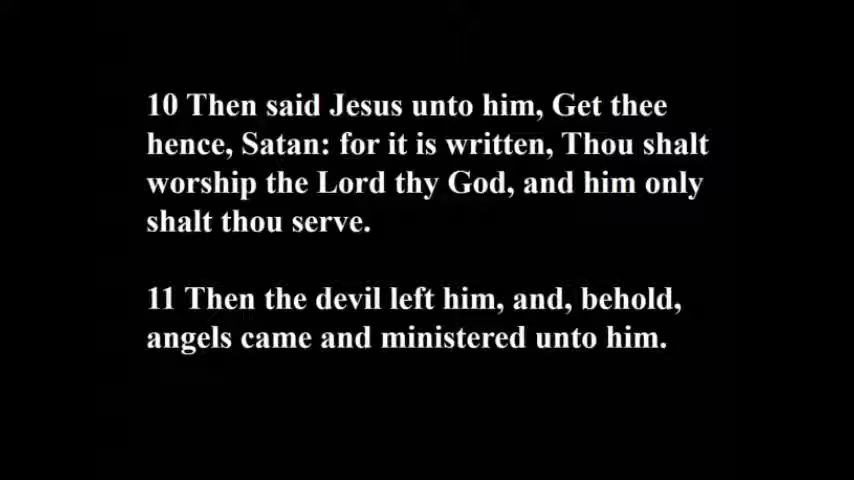 10 Then said Jesus unto him, Get thee
hence, Satan: for it is written, Thou shalt
worship the Lord thy God, and him only
shalt thou serve.
11 Then the devil left him, and, behold,
angels came and ministered unto him.